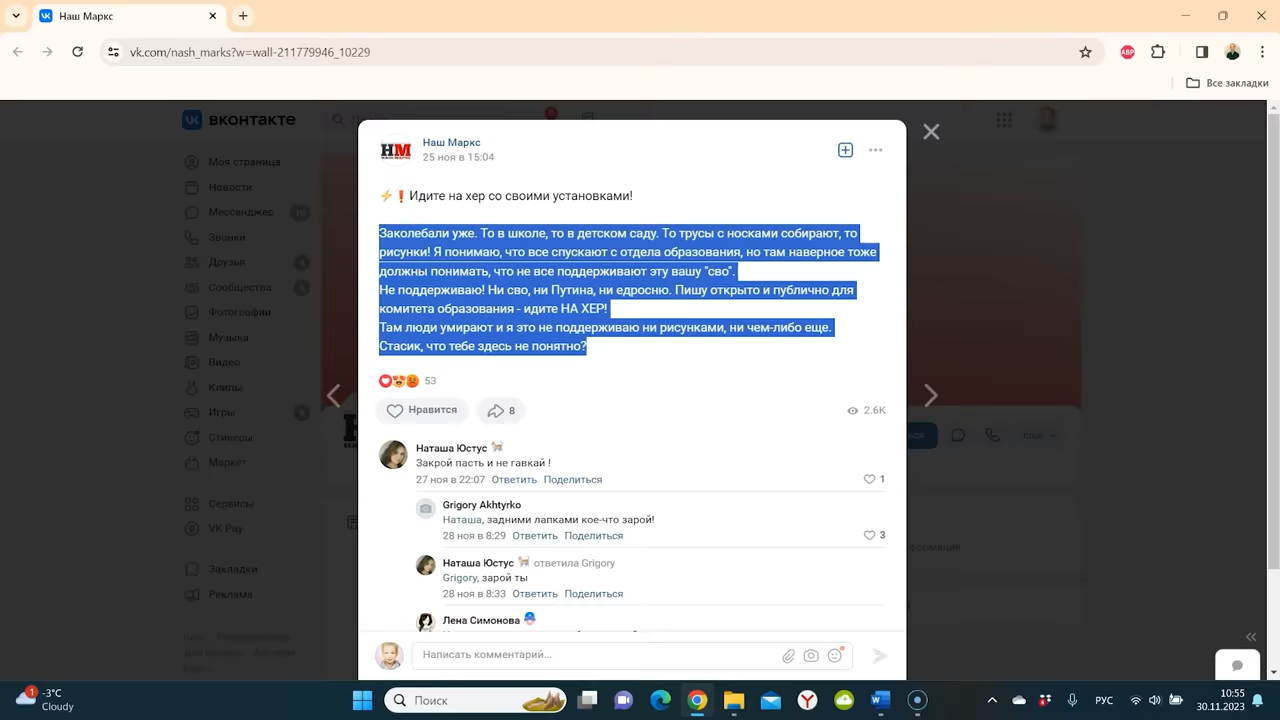 Наш Маркс
vk.com/nash_marks?w=wall-211779946_10229
ABP
Все закладки
вконтакте
Моя страница
Новости
Мессенджер
Звонки
Друзья
Сообщества
Фотографии
Музыка
Видео
Клипы
Игры
Стикеры
Маркет
Сервисы
VK Pay
Закладки
Реклама
НМ
НАШ МАРКС
Наш Маркс
25 ноя в 15:04
⚡❗Идите на хер со своими установками!
Заколебали уже. То в школе, то в детском саду. То трусы с носками собирают, то
рисунки! Я понимаю, что все спускают с отдела образования, но там наверное тоже
должны понимать, что не все поддерживают эту вашу "сво".
Не поддерживаю! Ни сво, ни Путина, ни едросню. Пишу открыто и публично для
комитета образования - идите НА ХЕР!
Там люди умирают и я это не поддерживаю ни рисунками, ни чем-либо еще.
Стасик, что тебе здесь не понятно?
53
Нравится
8
2.6K
Наташа Юстус
Закрой пасть и не гавкай !
27 ноя в 22:07 Ответить Поделиться
1
Grigory Akhtyrko
Наташа, задними лапками кое-что зарой!
28 ноя в 8:29 Ответить Поделиться
3
Наташа Юстус ответила Grigory
Grigory, зарой ты
28 ноя в 8:33 Ответить Поделиться
Лена Симонова
Написать комментарий...
Ещё
1
-3°C
Cloudy
Поиск
РУС
10:55
30.11.2023